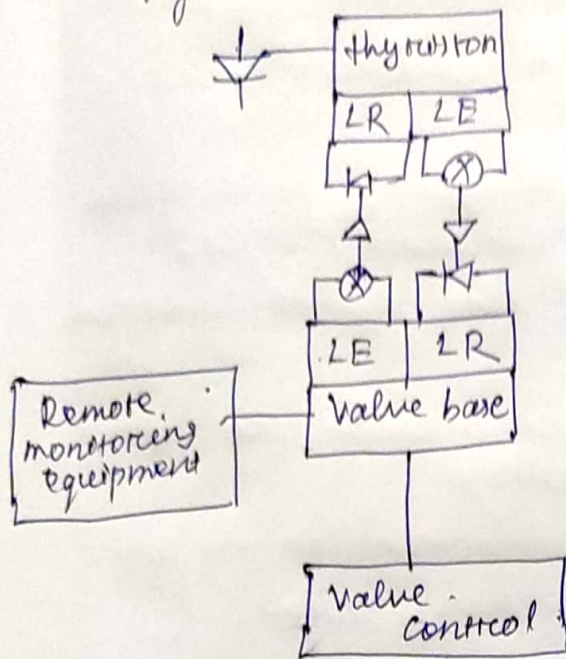 thyristor
LR LE
LE LR
Valve base
Remote
monitoring
equipment
Valve
control